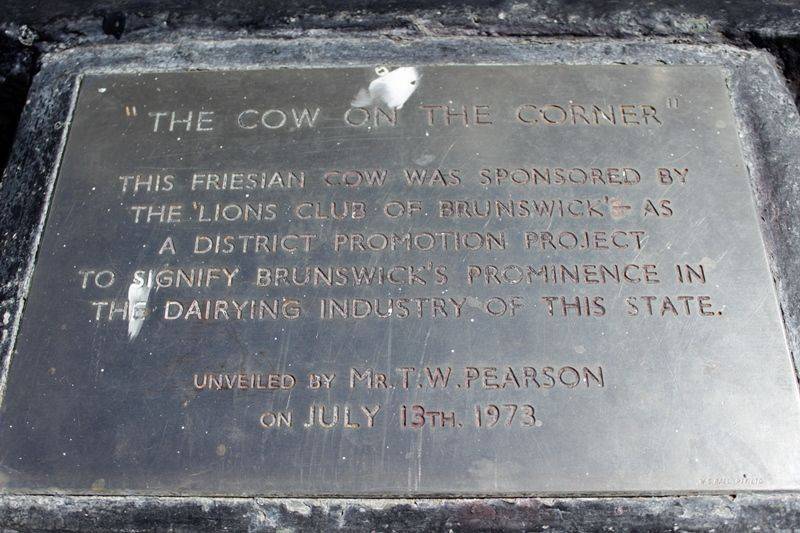 "THE COW ON THE CORNER"
THIS FRIESIAN COW WAS SPONSORED BY
THE 'LIONS CLUB OF BRUNSWICK'- AS
A DISTRICT PROMOTION PROJECT
TO SIGNIFY BRUNSWICK'S PROMINENCE IN
THE DAIRYING INDUSTRY OF THIS STATE.
UNVEILED BY MR. T. W. PEARSON
ON JULY 13TH. 1973.